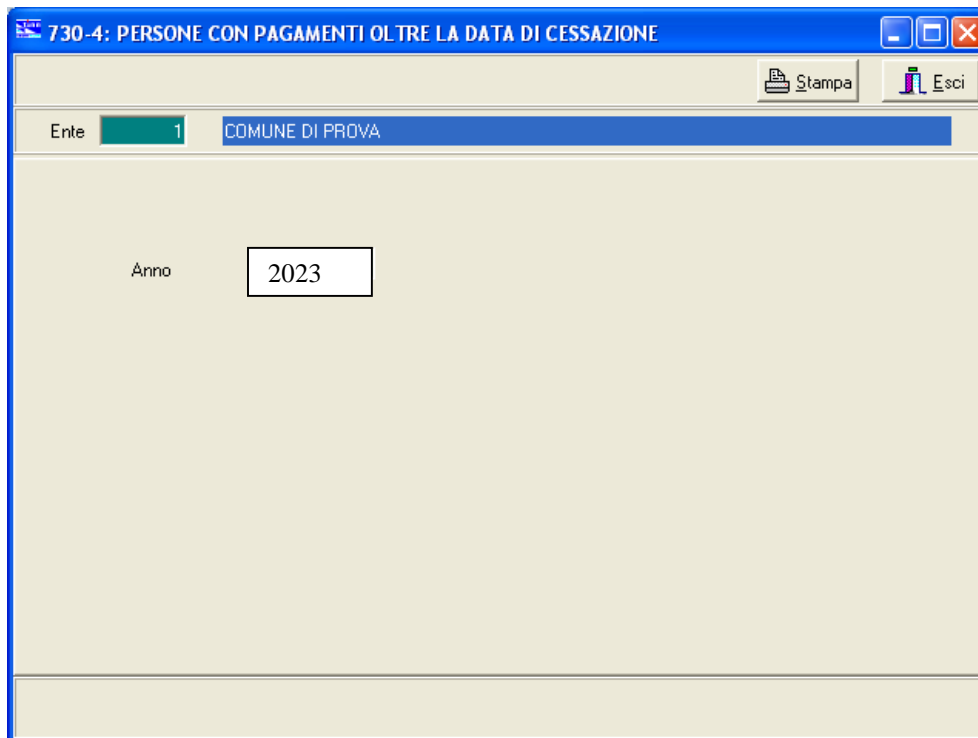 730-4: PERSONE CON PAGAMENTI OLTRE LA DATA DI CESSAZIONE
Stampa Esci
Ente 1 COMUNE DI PROVA
Anno 2023